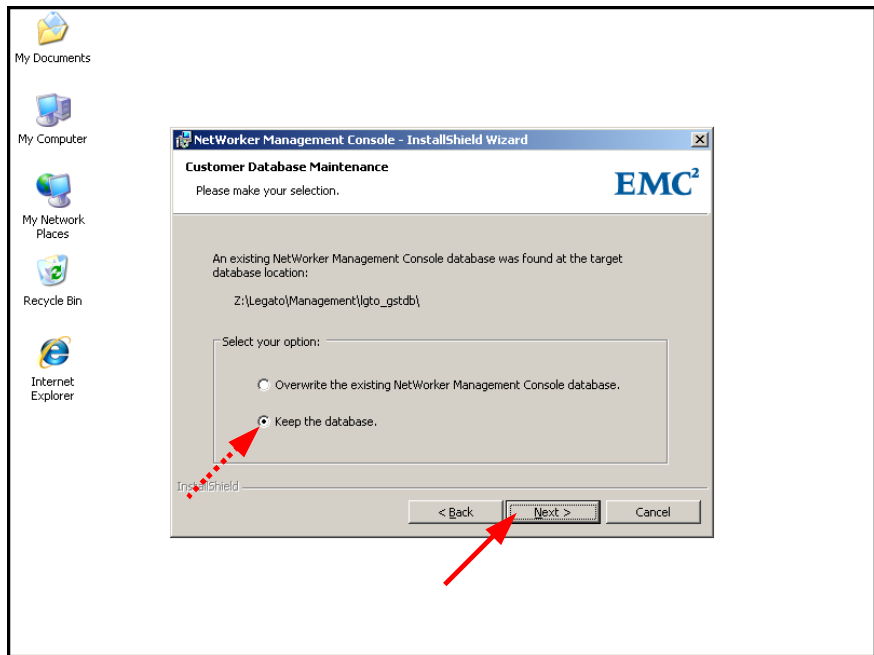 My Documents
My Computer
My Network
Places
Recycle Bin
Internet
Explorer
NetWorker Management Console - InstallShield Wizard
Customer Database Maintenance
Please make your selection.
EMC²
An existing NetWorker Management Console database was found at the target
database location:
Z:\Legato\Management\lgto_gstdb\
Select your option:
Overwrite the existing NetWorker Management Console database.
Keep the database.
InstallShield
< Back
Next >
Cancel